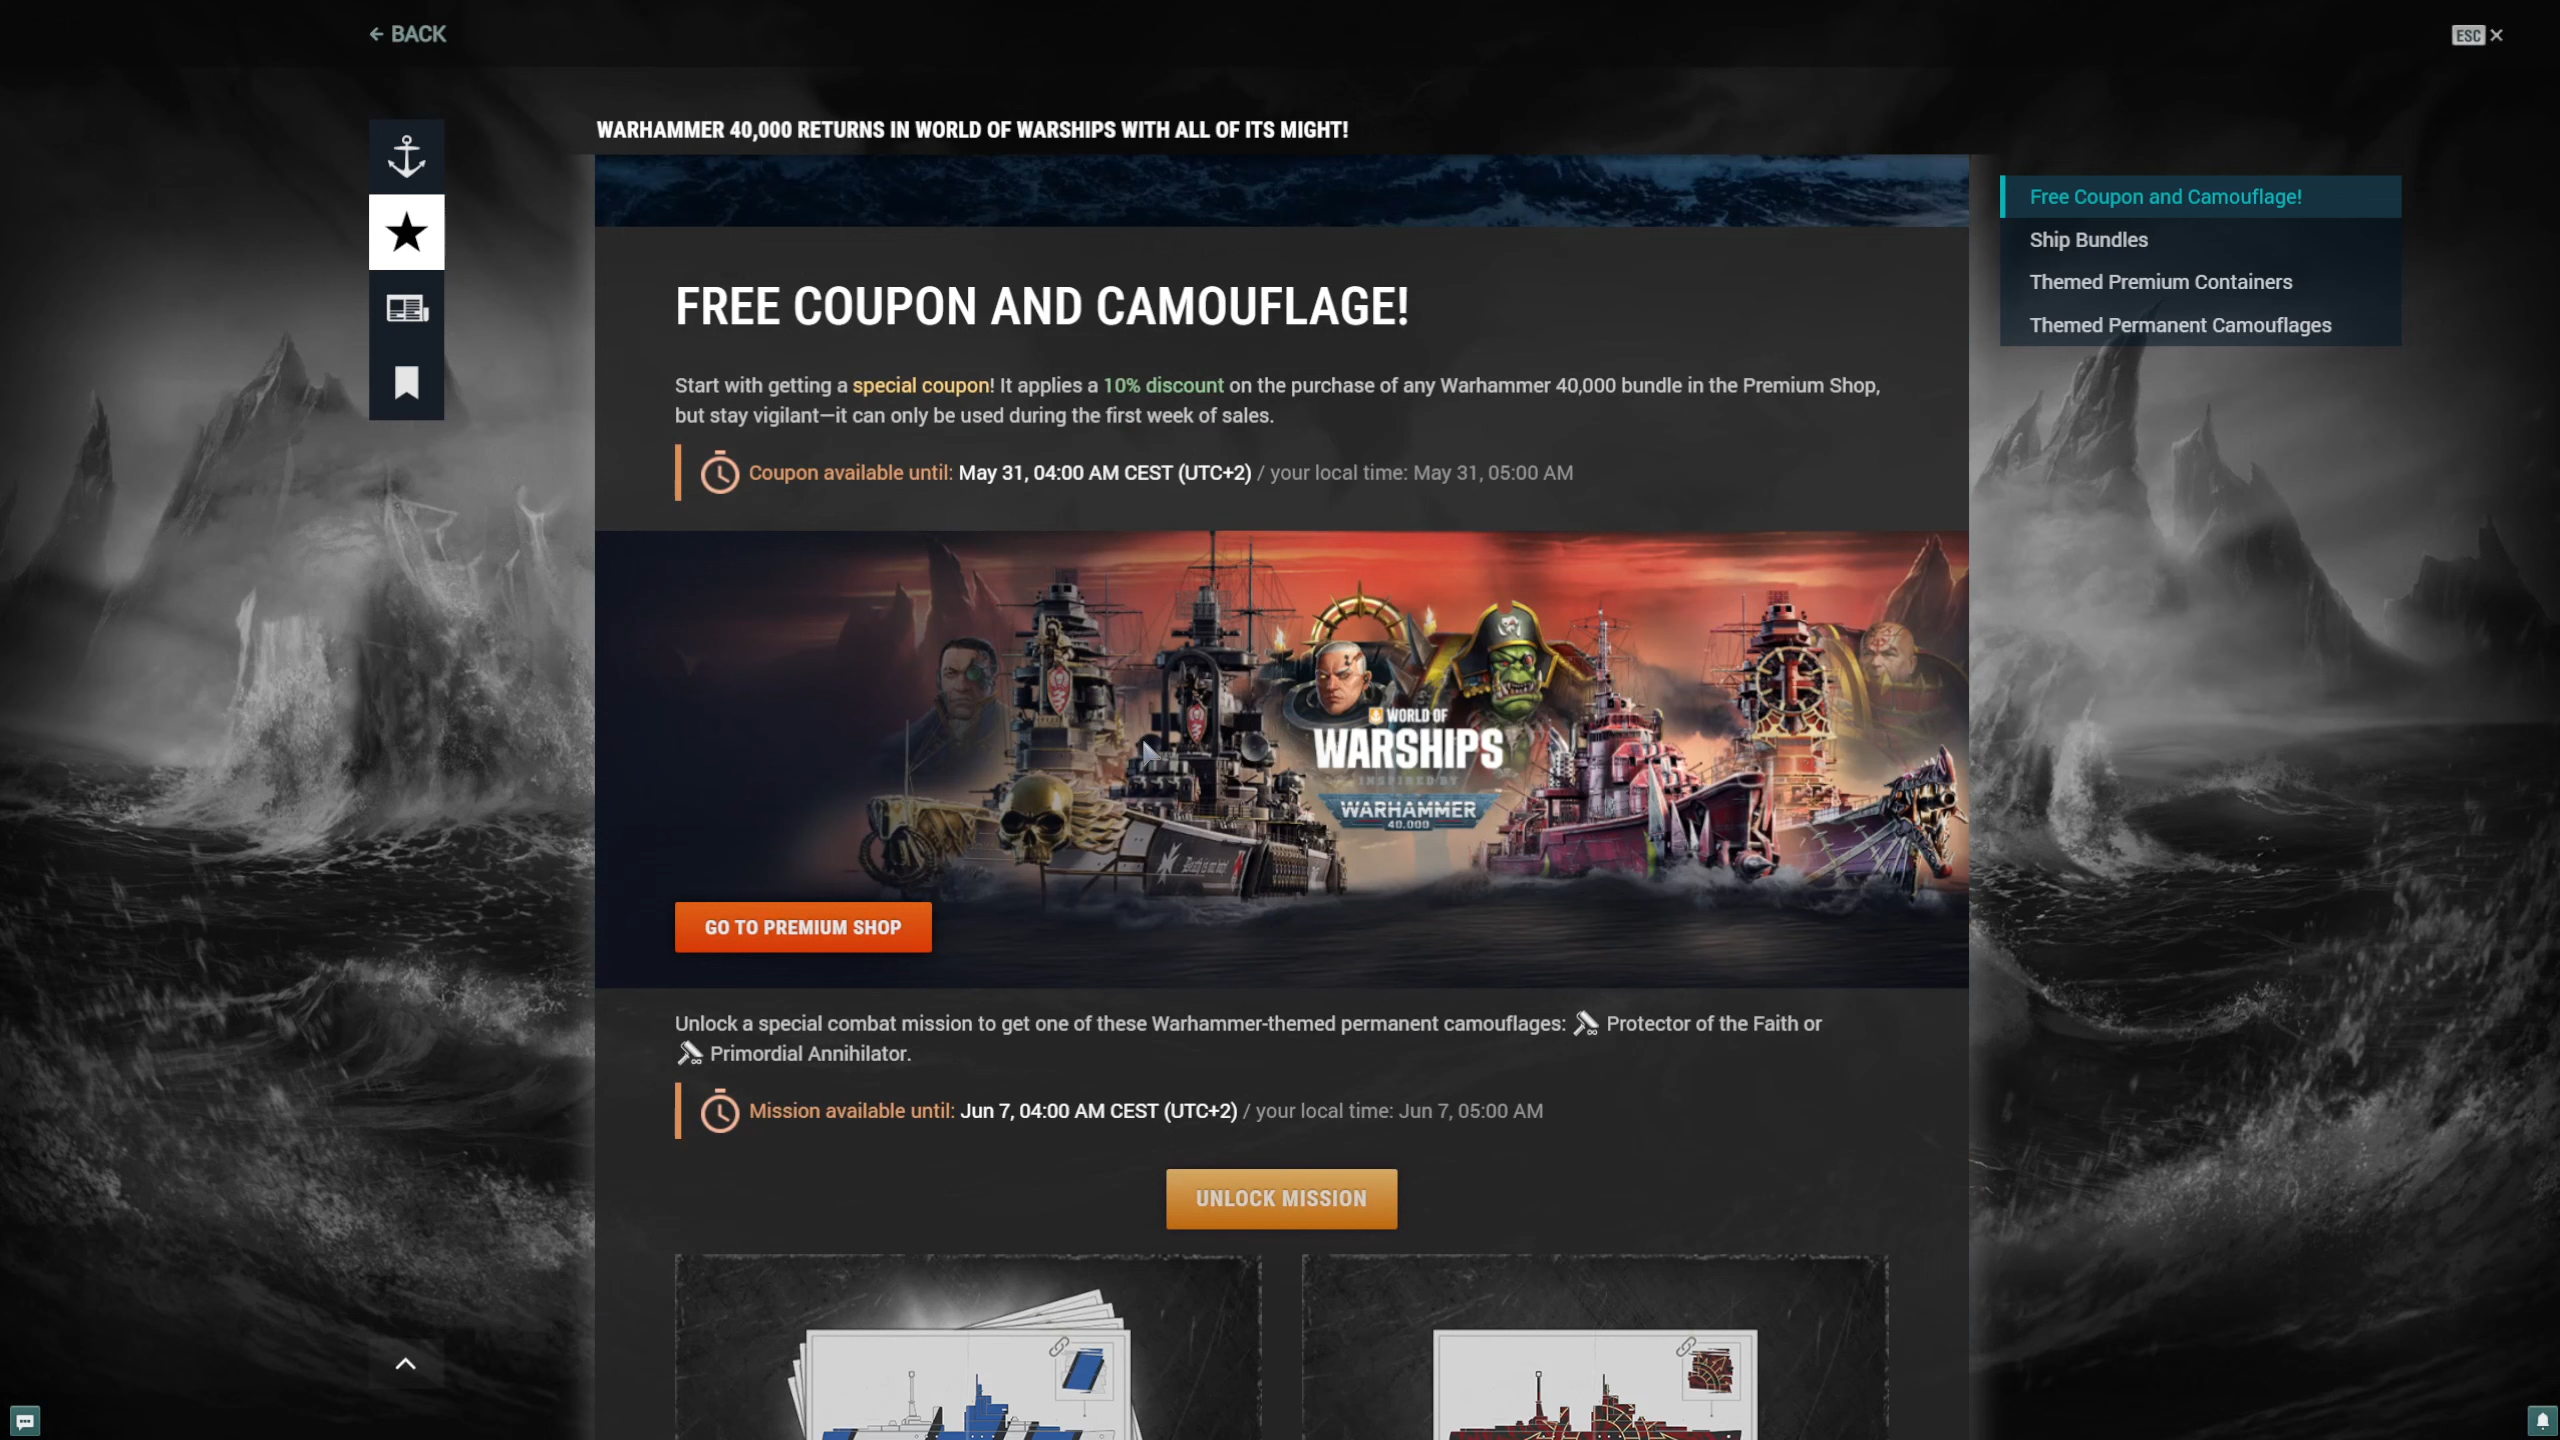 ← BACK
ESC ×
WARHAMMER 40,000 RETURNS IN WORLD OF WARSHIPS WITH ALL OF ITS MIGHT!
Free Coupon and Camouflage!
Ship Bundles
Themed Premium Containers
Themed Permanent Camouflages
FREE COUPON AND CAMOUFLAGE!
Start with getting a special coupon! It applies a 10% discount on the purchase of any Warhammer 40,000 bundle in the Premium Shop,
but stay vigilant—it can only be used during the first week of sales.
Coupon available until: May 31, 04:00 AM CEST (UTC+2) / your local time: May 31, 05:00 AM
WORLD OF
WARSHIPS
INSPIRED BY
WARHAMMER
40,000
GO TO PREMIUM SHOP
Unlock a special combat mission to get one of these Warhammer-themed permanent camouflages: Protector of the Faith or
Primordial Annihilator.
Mission available until: Jun 7, 04:00 AM CEST (UTC+2) / your local time: Jun 7, 05:00 AM
UNLOCK MISSION